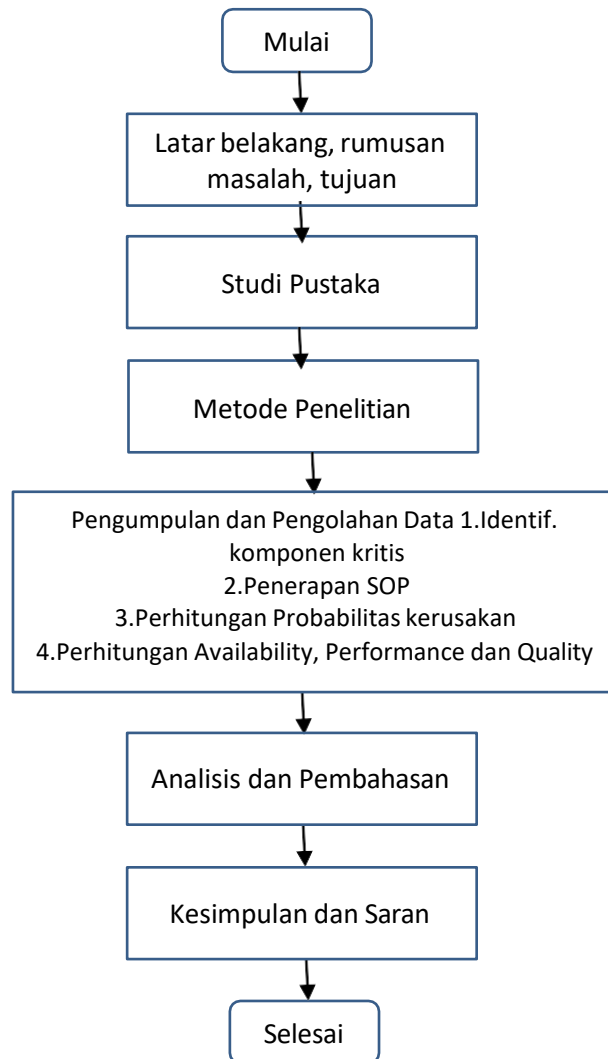 Mulai
Latar belakang, rumusan
masalah, tujuan
Studi Pustaka
Metode Penelitian
Pengumpulan dan Pengolahan Data 1.Identif.
komponen kritis
2.Penerapan SOP
3.Perhitungan Probabilitas kerusakan
4.Perhitungan Availability, Performance dan Quality
Analisis dan Pembahasan
Kesimpulan dan Saran
Selesai